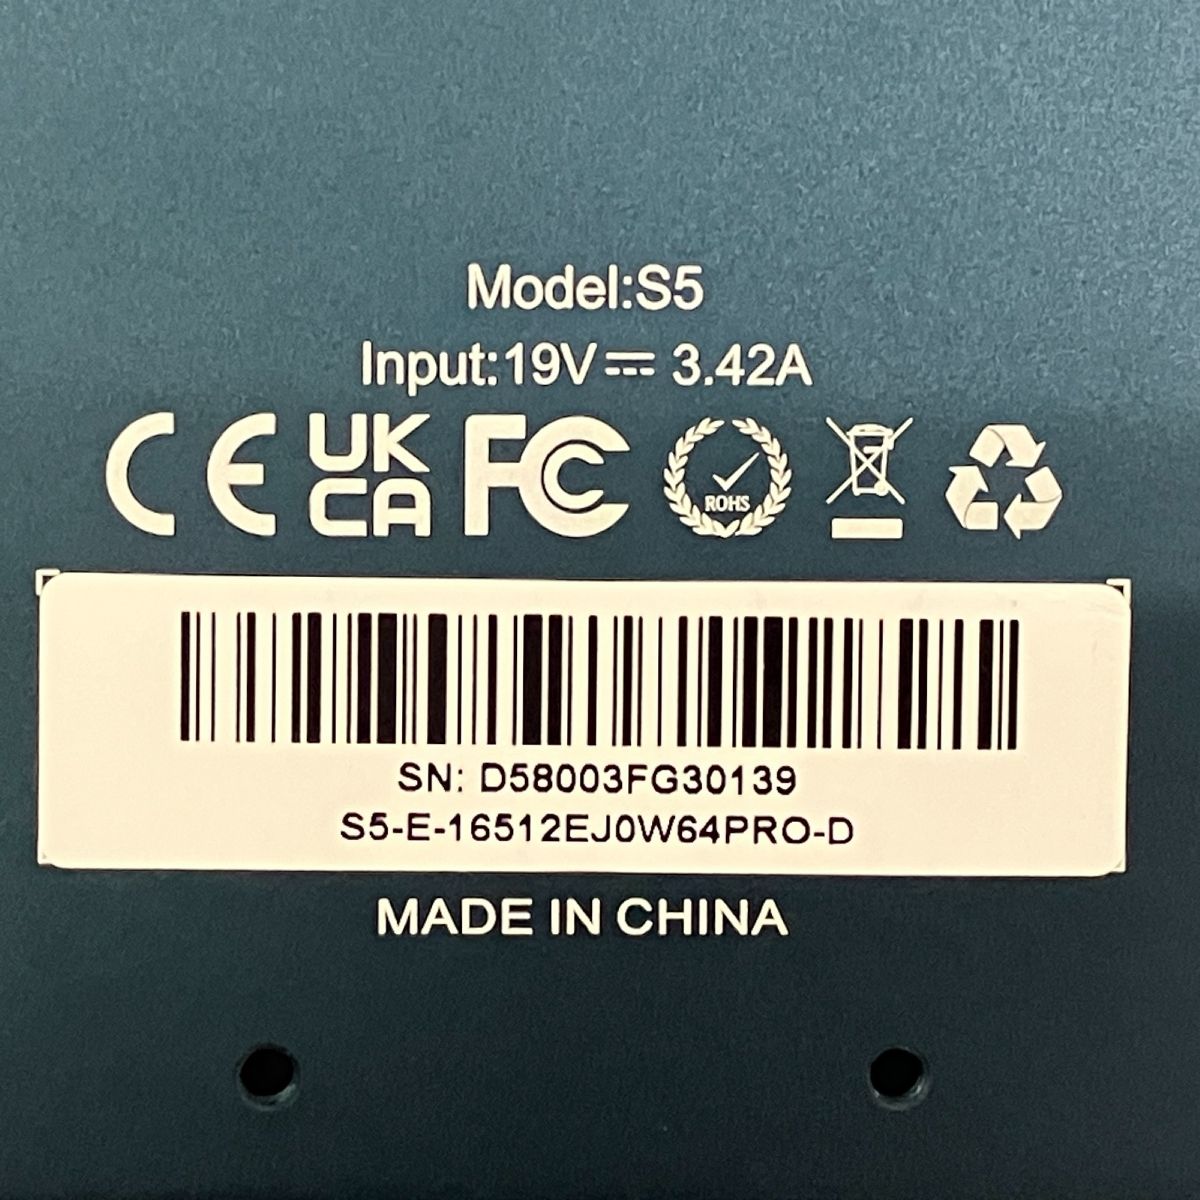 Model:S5
Input:19V⎓ 3.42A
CE UK CA FC ROHS
SN: D58003FG30139
S5-E-16512EJ0W64PRO-D
MADE IN CHINA